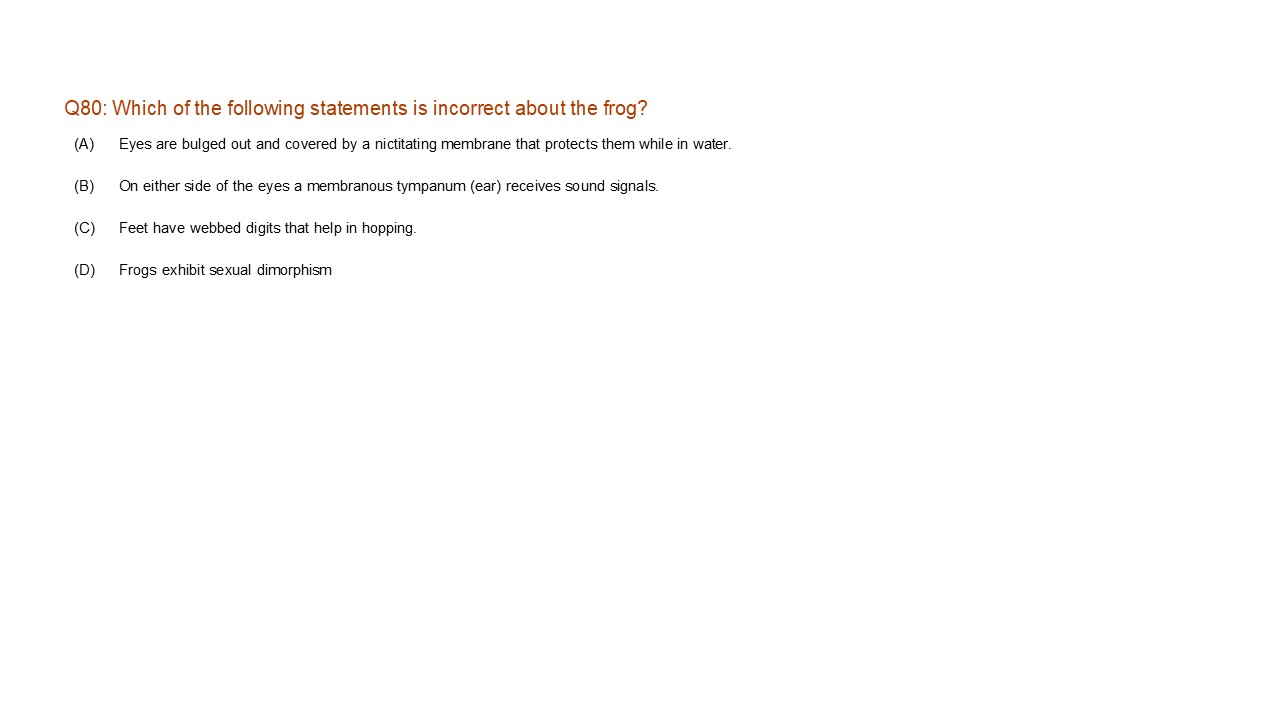 Q80: Which of the following statements is incorrect about the frog?
(A) Eyes are bulged out and covered by a nictitating membrane that protects them while in water.
(B) On either side of the eyes a membranous tympanum (ear) receives sound signals.
(C) Feet have webbed digits that help in hopping.
(D) Frogs exhibit sexual dimorphism